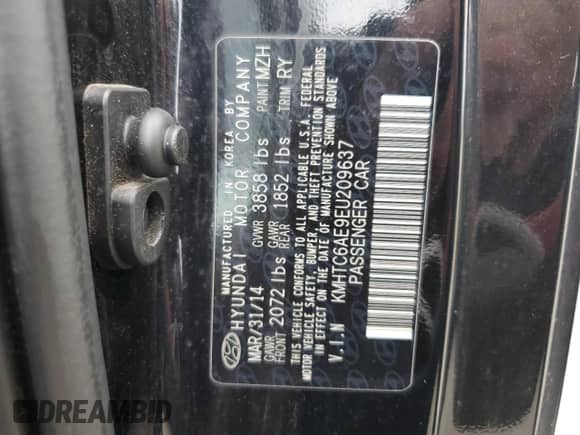 MANUFACTURED IN KOREA BY
HYUNDAI MOTOR COMPANY
MAR/31/14 GVWR 3858 lbs PAINT MZH
GAWR FRONT 2072 lbs GAWR REAR 1852 lbs TRIM RY
THIS VEHICLE CONFORMS TO ALL APPLICABLE U.S.A. FEDERAL
MOTOR VEHICLE SAFETY, BUMPER, AND THEFT PREVENTION STANDARDS
IN EFFECT ON THE DATE OF MANUFACTURE SHOWN ABOVE
V.I.N KMHTC6AE9EU209637
PASSENGER CAR
DREAMBID